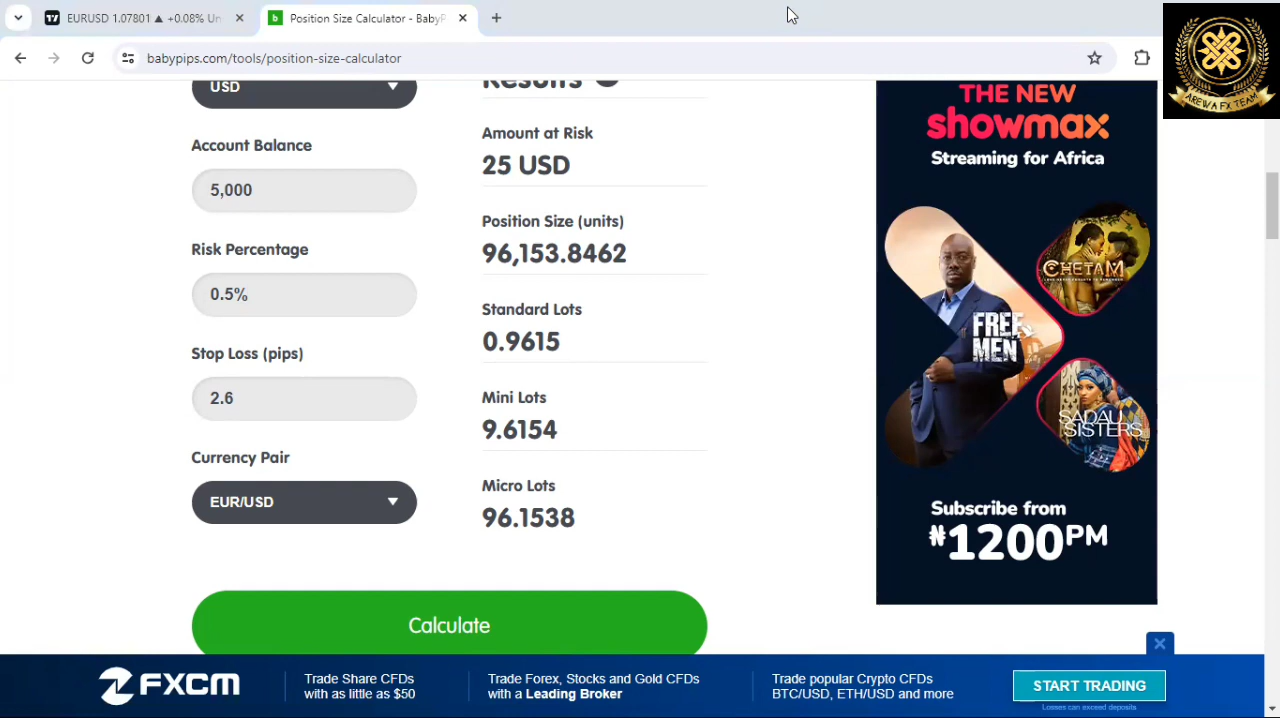 EURUSD 1.07801 ▲ +0.08% Un
Position Size Calculator - BabyP
babypips.com/tools/position-size-calculator
AREWA FX TEAM
USD
Results
Account Balance
5,000
Risk Percentage
0.5%
Stop Loss (pips)
2.6
Currency Pair
EUR/USD
Amount at Risk
25 USD
Position Size (units)
96,153.8462
Standard Lots
0.9615
Mini Lots
9.6154
Micro Lots
96.1538
Calculate
THE NEW
showmax
Streaming for Africa
CHETAM
FREE
MEN
SADAU
SISTERS
Subscribe from
₦1200PM
FXCM
Trade Share CFDs
with as little as $50
Trade Forex, Stocks and Gold CFDs
with a Leading Broker
Trade popular Crypto CFDs
BTC/USD, ETH/USD and more
START TRADING
Losses can exceed deposits